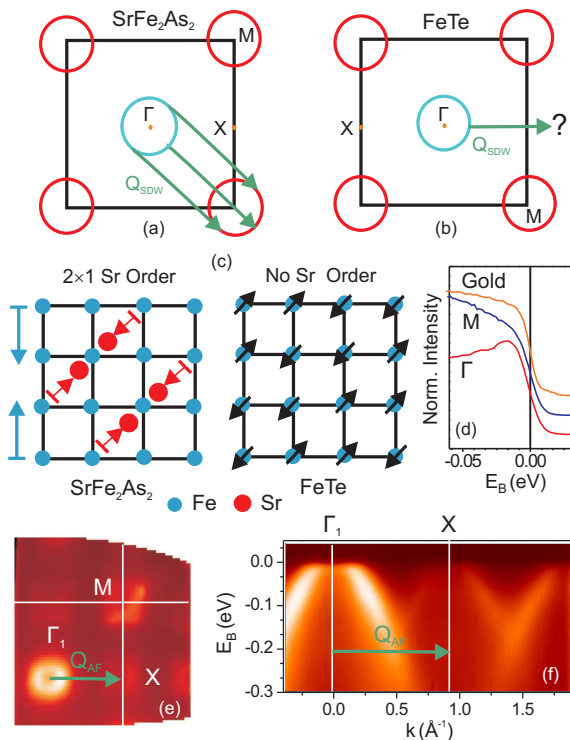 SrFe₂As₂
M
Γ
X
Q_SDW
(a)
FeTe
Γ
X
?
Q_SDW
M
(b)
(c)
2×1 Sr Order
No Sr Order
SrFe₂As₂
FeTe
Fe
Sr
Gold
M
Γ
Norm. Intensity
(d)
-0.05
0.00
E_B (eV)
M
Γ₁
Q_AF
X
(e)
Γ₁
X
E_B (eV)
0.0
-0.1
-0.2
-0.3
Q_AF
(f)
0.0
0.5
1.0
1.5
k (Å⁻¹)